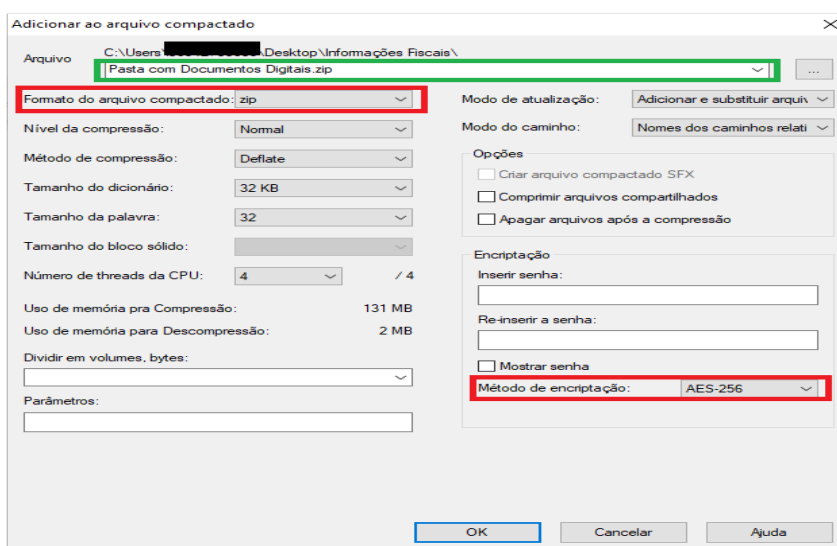 Adicionar ao arquivo compactado
Arquivo
C:\Users\ \Desktop\Informações Fiscais\
Pasta com Documentos Digitais.zip
...
Formato do arquivo compactado: zip
Nível da compressão: Normal
Método de compressão: Deflate
Tamanho do dicionário: 32 KB
Tamanho da palavra: 32
Tamanho do bloco sólido:
Número de threads da CPU: 4 / 4
Uso de memória pra Compressão: 131 MB
Uso de memória para Descompressão: 2 MB
Dividir em volumes, bytes:
Parâmetros:
Modo de atualização: Adicionar e substituir arquiv
Modo do caminho: Nomes dos caminhos relati
Opções
Criar arquivo compactado SFX
Comprimir arquivos compartilhados
Apagar arquivos após a compressão
Encriptação
Inserir senha:
Re-inserir a senha:
Mostrar senha
Método de encriptação: AES-256
OK
Cancelar
Ajuda